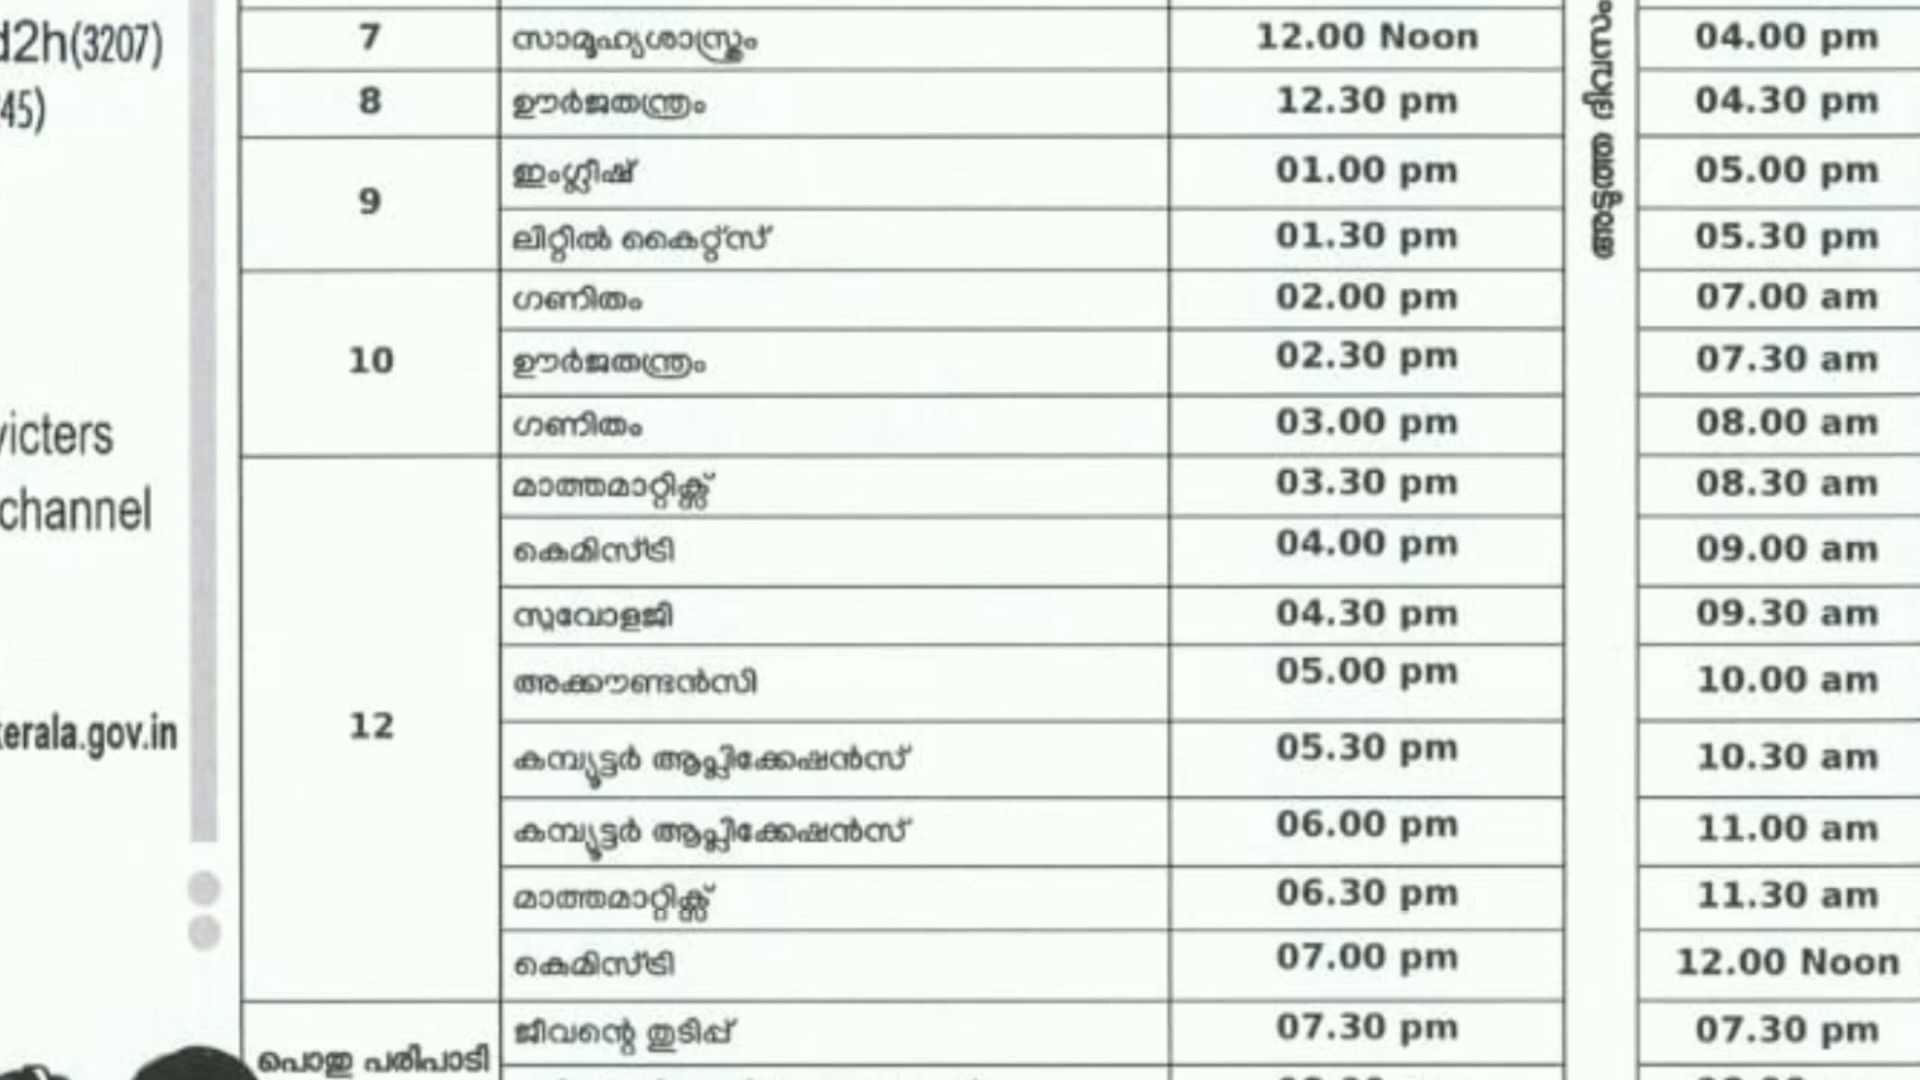 d2h(3207)
45)
victers
channel
kerala.gov.in
7 സാമൂഹ്യശാസ്ത്രം 12.00 Noon 04.00 pm
8 ഊർജതന്ത്രം 12.30 pm 04.30 pm
9 ഇംഗ്ലീഷ് 01.00 pm 05.00 pm
ലിറ്റിൽ കൈറ്റ്സ് 01.30 pm 05.30 pm
അടുത്ത ദിവസം
10 ഗണിതം 02.00 pm 07.00 am
ഊർജതന്ത്രം 02.30 pm 07.30 am
ഗണിതം 03.00 pm 08.00 am
12 മാത്തമാറ്റിക്സ് 03.30 pm 08.30 am
കെമിസ്ട്രി 04.00 pm 09.00 am
സുവോളജി 04.30 pm 09.30 am
അക്കൗണ്ടൻസി 05.00 pm 10.00 am
കമ്പ്യൂട്ടർ ആപ്ലിക്കേഷൻസ് 05.30 pm 10.30 am
കമ്പ്യൂട്ടർ ആപ്ലിക്കേഷൻസ് 06.00 pm 11.00 am
മാത്തമാറ്റിക്സ് 06.30 pm 11.30 am
കെമിസ്ട്രി 07.00 pm 12.00 Noon
പൊതു പരിപാടി ജീവന്റെ തുടിപ്പ് 07.30 pm 07.30 pm